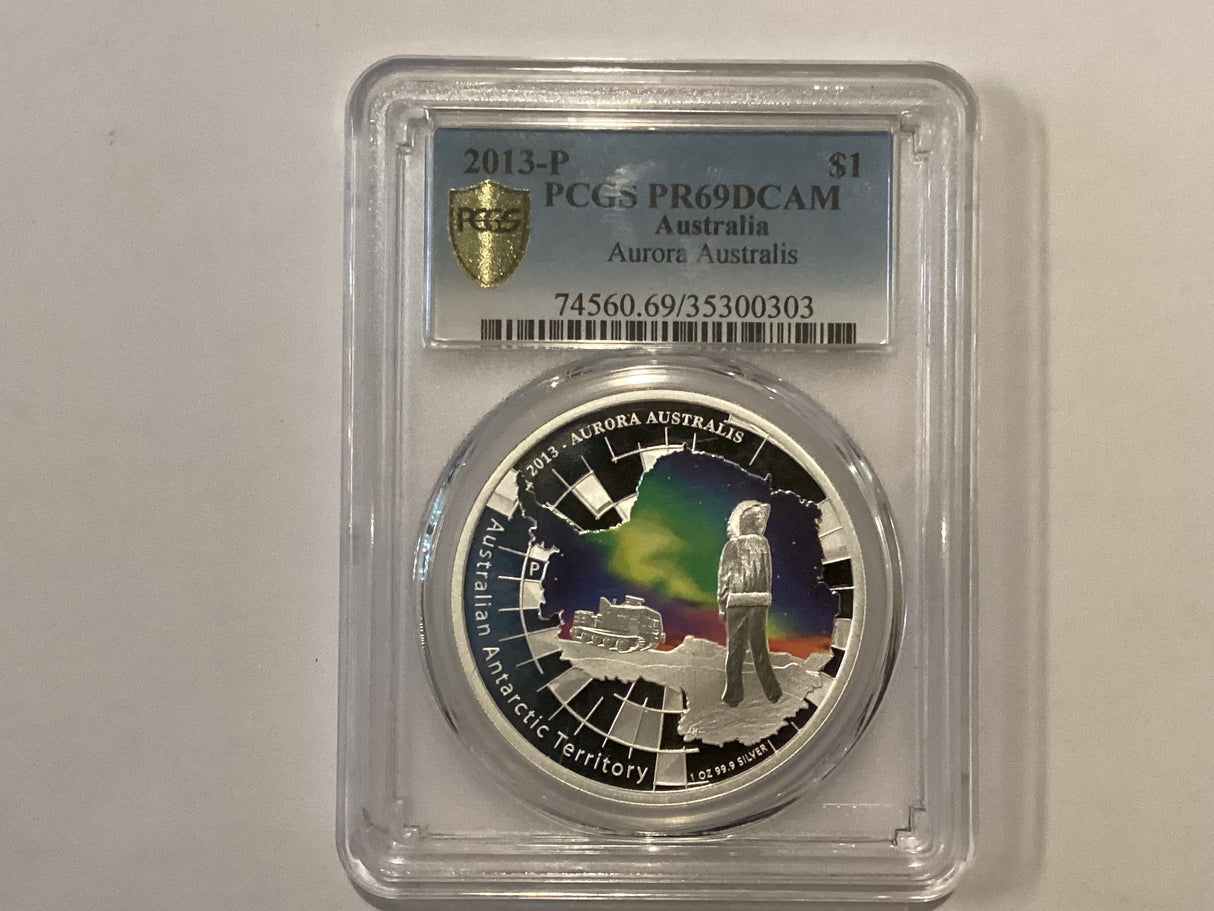 2013-P $1
PCGS PR69DCAM
PCGS
Australia
Aurora Australis
74560.69/35300303
2013 · AURORA AUSTRALIS
P
Australian Antarctic Territory
1 OZ 99.9 SILVER